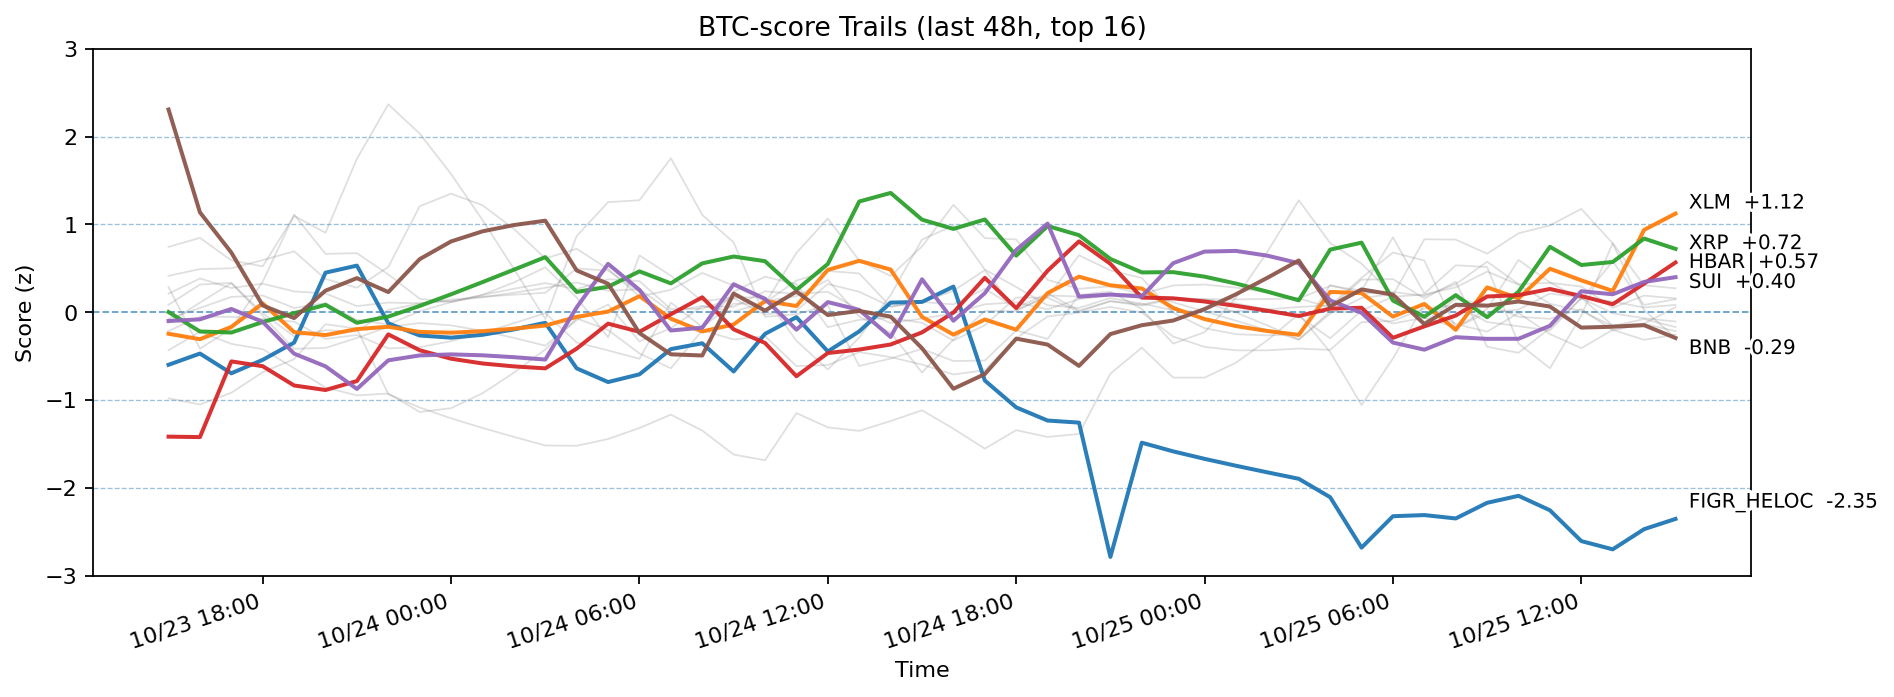 BTC-score Trails (last 48h, top 16)
Score (z)
3
2
1
0
−1
−2
−3
XLM +1.12
XRP +0.72
HBAR +0.57
SUI +0.40
BNB -0.29
FIGR_HELOC -2.35
10/23 18:00
10/24 00:00
10/24 06:00
10/24 12:00
10/24 18:00
10/25 00:00
10/25 06:00
10/25 12:00
Time